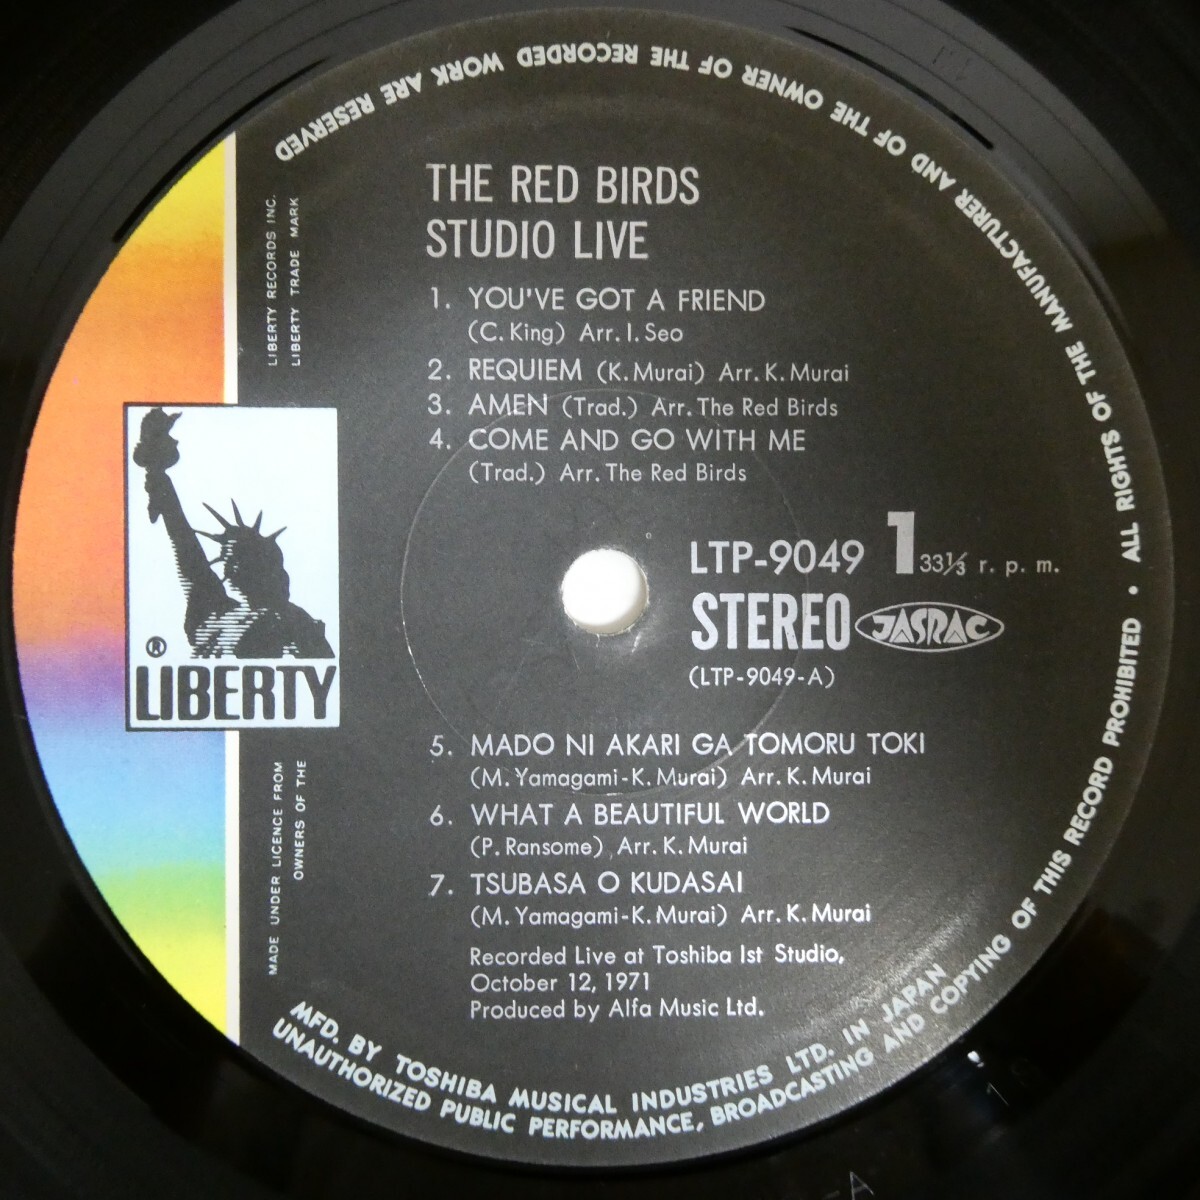 THE RED BIRDS
STUDIO LIVE
1. YOU'VE GOT A FRIEND
(C. King) Arr. I. Seo
2. REQUIEM (K. Murai) Arr. K. Murai
3. AMEN (Trad.) Arr. The Red Birds
4. COME AND GO WITH ME
(Trad.) Arr. The Red Birds
LTP-9049 1 33⅓ r. p. m.
STEREO JASRAC
(LTP-9049-A)
5. MADO NI AKARI GA TOMORU TOKI
(M. Yamagami-K. Murai) Arr. K. Murai
6. WHAT A BEAUTIFUL WORLD
(P. Ransome) Arr. K. Murai
7. TSUBASA O KUDASAI
(M. Yamagami-K. Murai) Arr. K. Murai
Recorded Live at Toshiba Ist Studio,
October 12, 1971
Produced by Alfa Music Ltd.
LIBERTY RECORDS INC.
LIBERTY TRADE MARK
®
LIBERTY
MADE UNDER LICENCE FROM
OWNERS OF THE
MFD. BY TOSHIBA MUSICAL INDUSTRIES LTD. IN JAPAN
UNAUTHORIZED PUBLIC PERFORMANCE, BROADCASTING AND COPYING OF THIS RECORD PROHIBITED • ALL RIGHTS OF THE MANUFACTURER AND OF THE OWNER OF THE RECORDED WORK ARE RESERVED